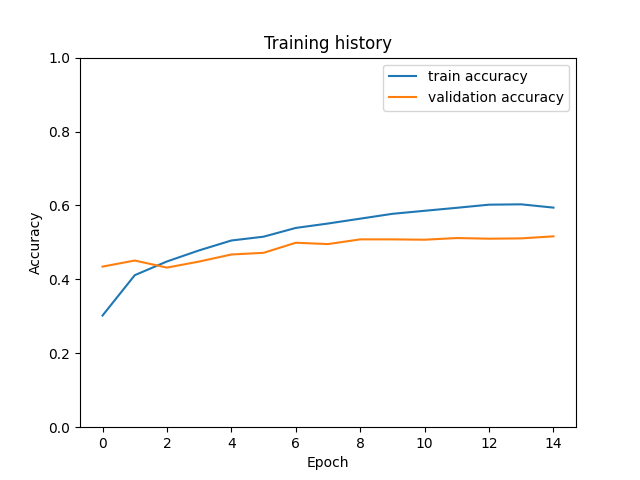 Training history
train accuracy
validation accuracy
1.0
0.8
0.6
0.4
0.2
0.0
Accuracy
0 2 4 6 8 10 12 14
Epoch